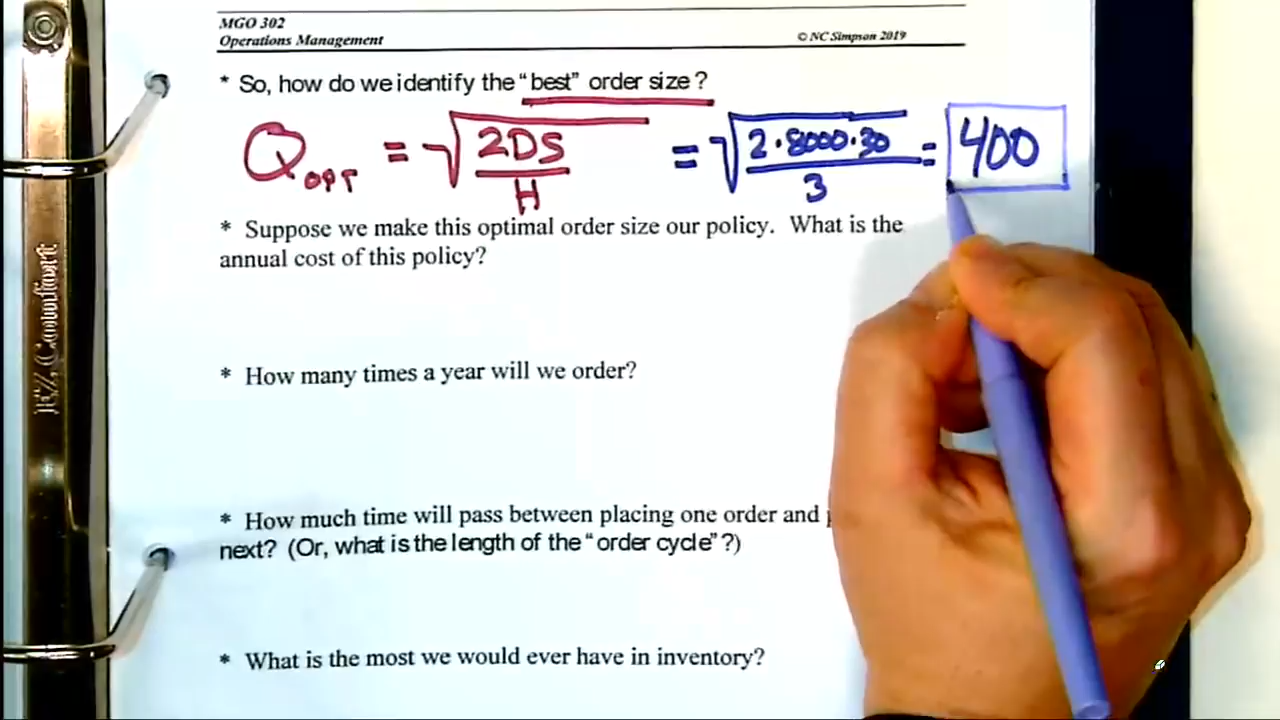 MGO 302
Operations Management
© NC Simpson 2019
* So, how do we identify the “best” order size?
Q OPT = √2DS/H = √2·8000·30/3 = 400
* Suppose we make this optimal order size our policy. What is the
annual cost of this policy?
* How many times a year will we order?
* How much time will pass between placing one order and
next? (Or, what is the length of the “order cycle”?)
* What is the most we would ever have in inventory?
EZ Comfort